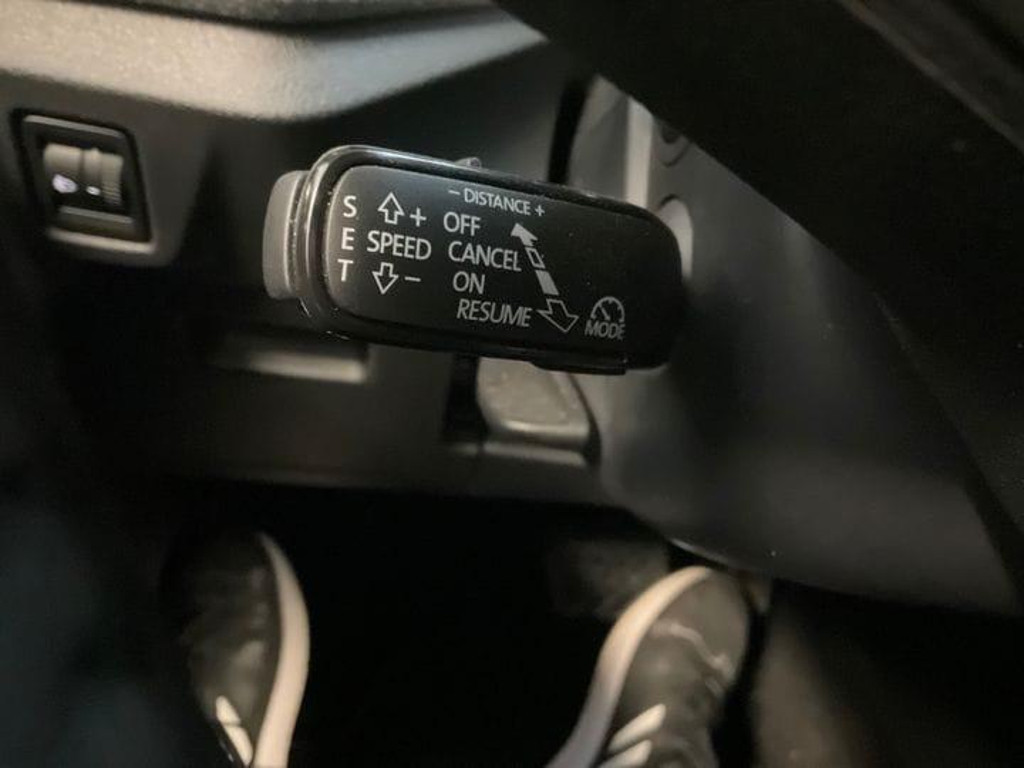 − DISTANCE +
S
E
T
+
SPEED
−
OFF
CANCEL
ON
RESUME
MODE